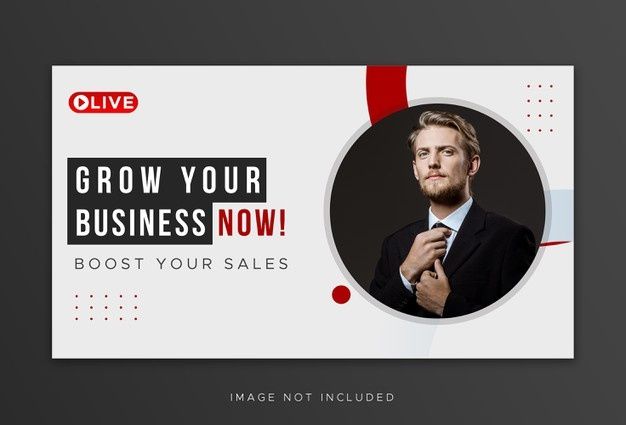 LIVE
GROW YOUR
BUSINESS NOW!
BOOST YOUR SALES
IMAGE NOT INCLUDED